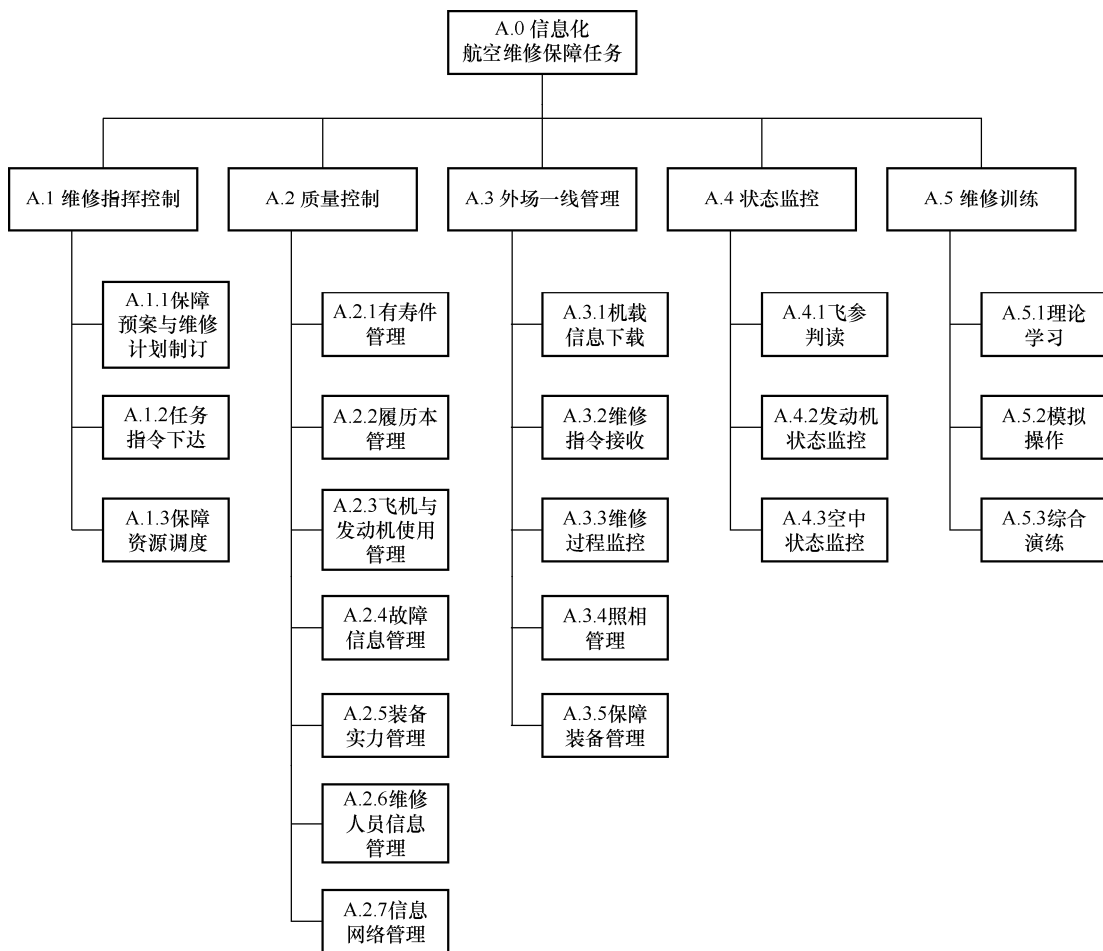 A.0 信息化
航空维修保障任务
A.1 维修指挥控制
A.2 质量控制
A.3 外场一线管理
A.4 状态监控
A.5 维修训练
A.1.1保障
预案与维修
计划制订
A.1.2任务
指令下达
A.1.3保障
资源调度
A.2.1有寿件
管理
A.2.2履历本
管理
A.2.3飞机与
发动机使用
管理
A.2.4故障
信息管理
A.2.5装备
实力管理
A.2.6维修
人员信息
管理
A.2.7信息
网络管理
A.3.1机载
信息下载
A.3.2维修
指令接收
A.3.3维修
过程监控
A.3.4照相
管理
A.3.5保障
装备管理
A.4.1飞参
判读
A.4.2发动机
状态监控
A.4.3空中
状态监控
A.5.1理论
学习
A.5.2模拟
操作
A.5.3综合
演练